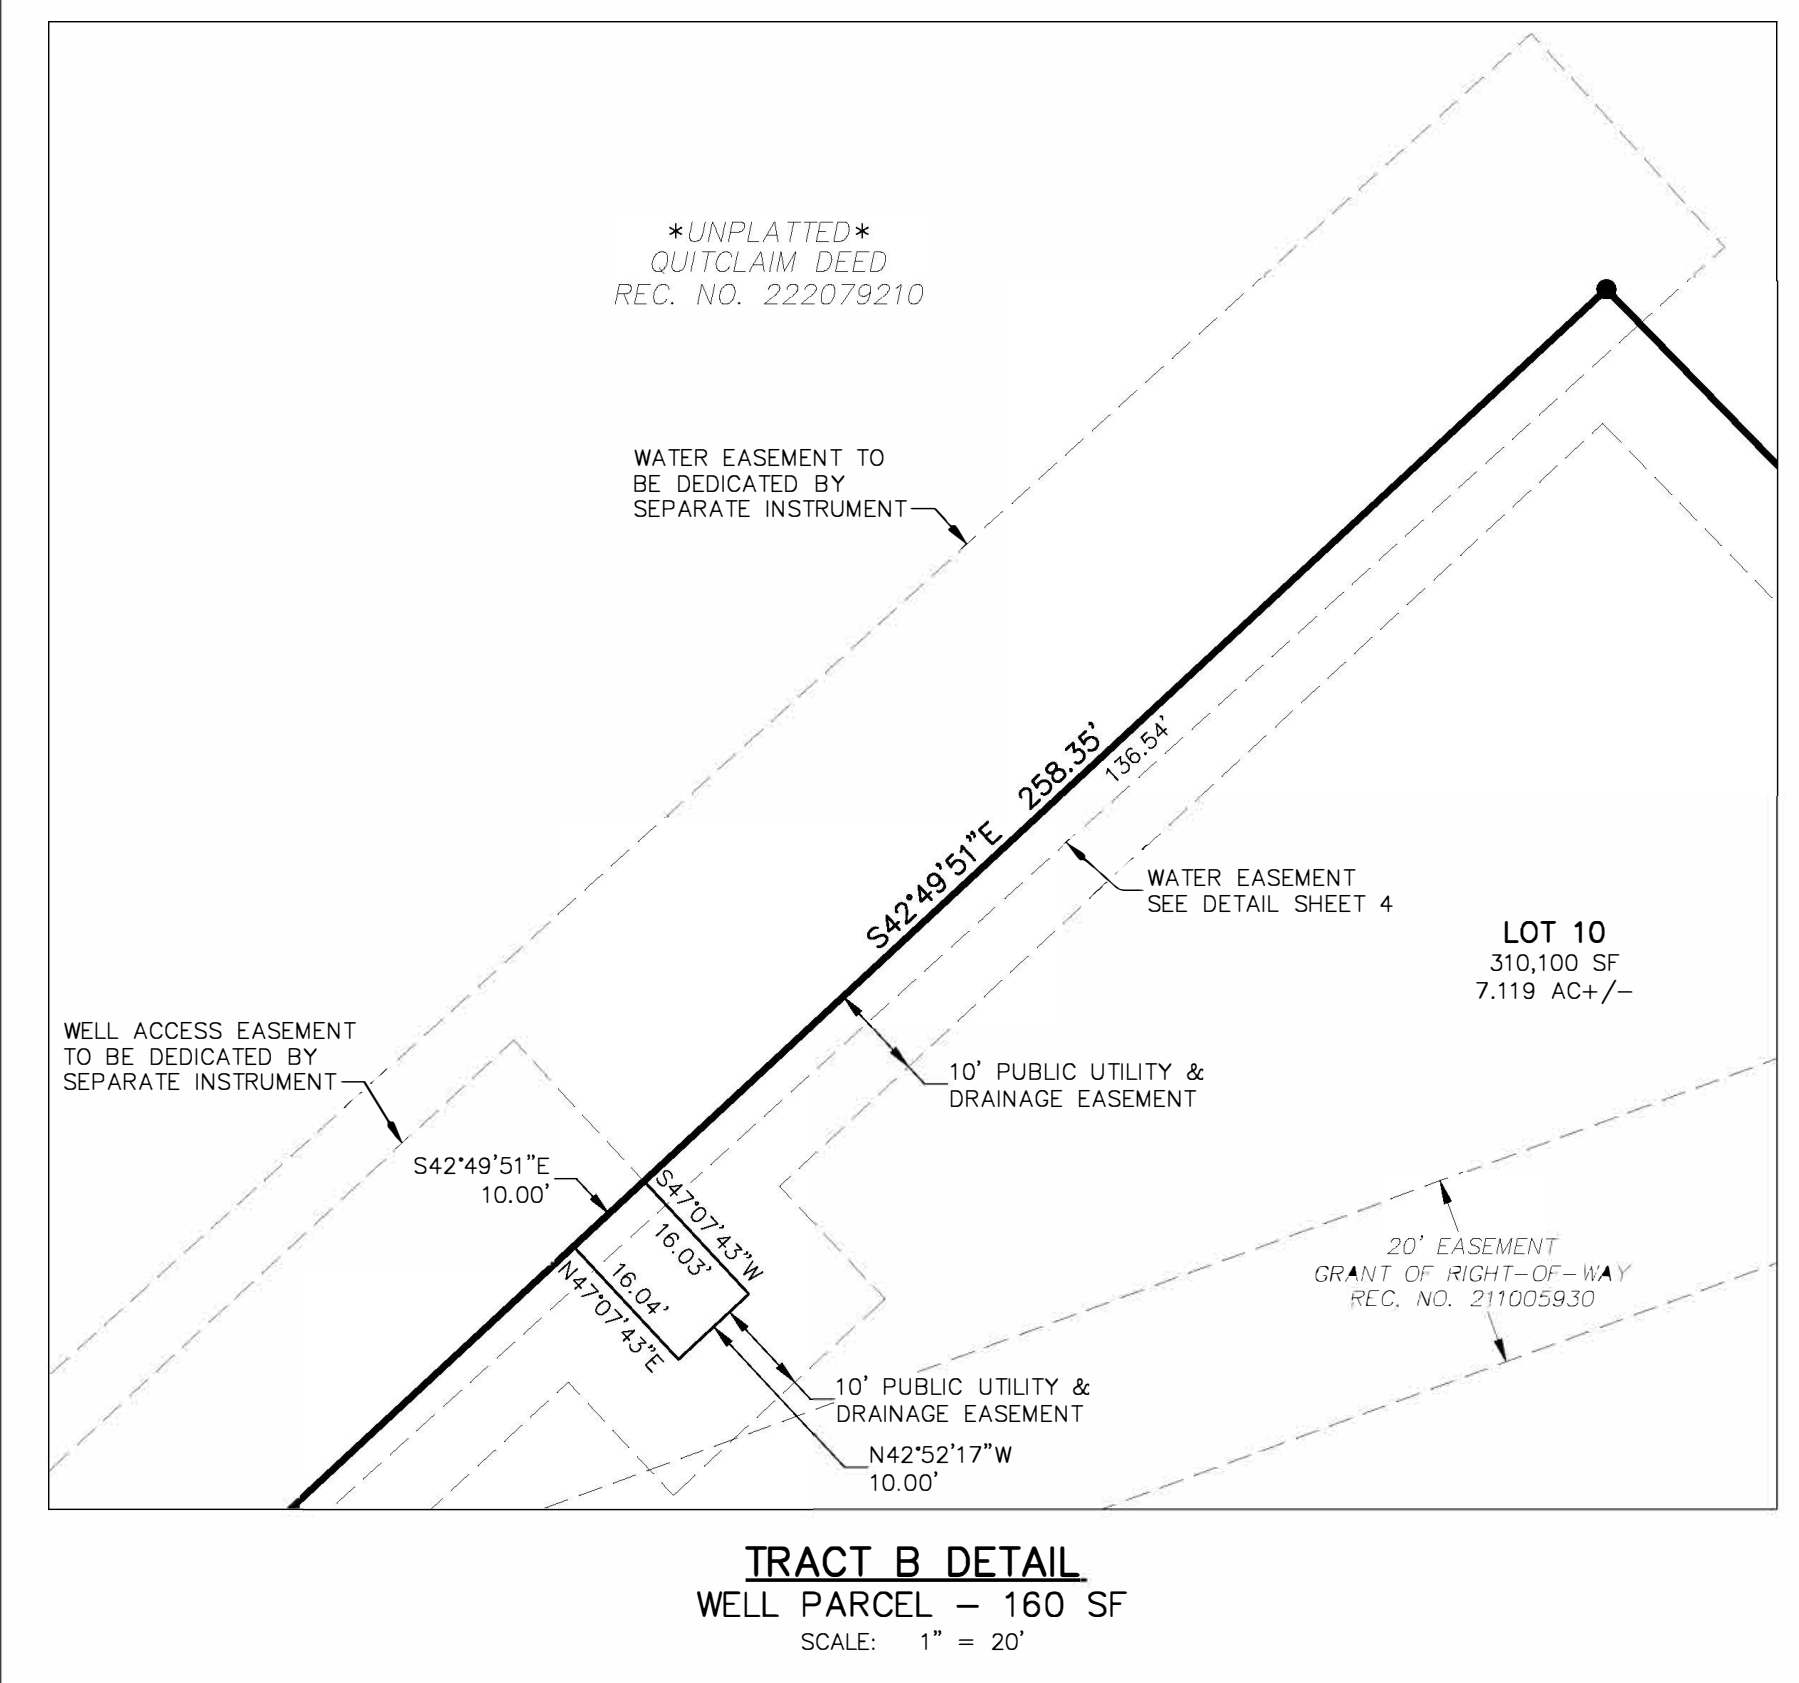 *UNPLATTED*
QUITCLAIM DEED
REC. NO. 222079210
WATER EASEMENT TO
BE DEDICATED BY
SEPARATE INSTRUMENT
S42°49'51"E 258.35'
136.54'
WATER EASEMENT
SEE DETAIL SHEET 4
LOT 10
310,100 SF
7.119 AC+/-
WELL ACCESS EASEMENT
TO BE DEDICATED BY
SEPARATE INSTRUMENT
10' PUBLIC UTILITY &
DRAINAGE EASEMENT
S42°49'51"E
10.00'
S47°07'43"W
16.03'
16.04'
N47°07'43"E
20' EASEMENT
GRANT OF RIGHT-OF-WAY
REC. NO. 211005930
10' PUBLIC UTILITY &
DRAINAGE EASEMENT
N42°52'17"W
10.00'
TRACT B DETAIL
WELL PARCEL - 160 SF
SCALE: 1" = 20'